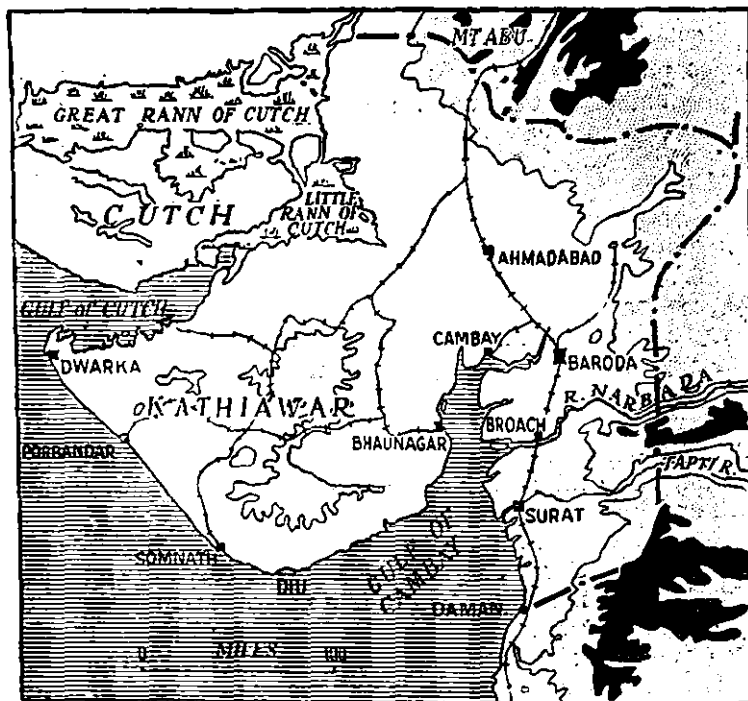 MT ABU
GREAT RANN OF CUTCH
LITTLE
RANN OF
CUTCH
CUTCH
AHMADABAD
GULF OF CUTCH
CAMBAY
DWARKA
BARODA
R. NARBADA
KATHIAWAR
BROACH
BHAUNAGAR
PORBANDAR
TAPTI R.
SURAT
GULF OF
CAMBAY
SOMNATH
DIU
DAMAN
0 MILES 100